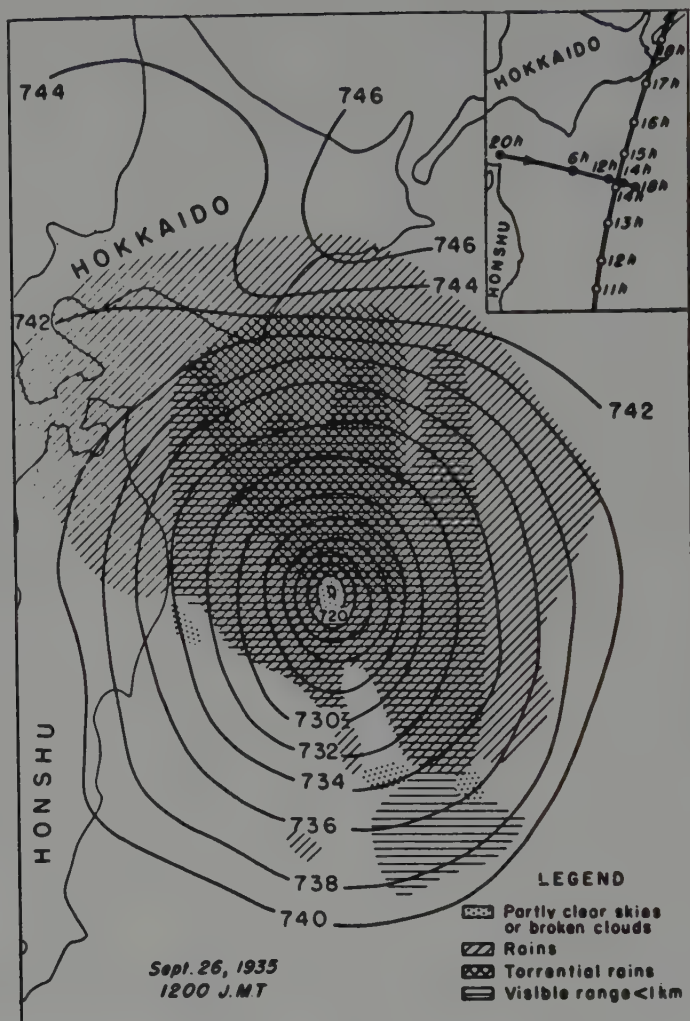 744
746
HOKKAIDO
746
744
742
742
D
720
730
732
734
736
738
740
HONSHU
Sept. 26, 1935
1200 J.M.T
HOKKAIDO
18h
17h
16h
15h
20h
6h
12h
14h
18h
14h
13h
12h
11h
HONSHU
LEGEND
Partly clear skies
or broken clouds
Rains
Torrential rains
Visible range<1km